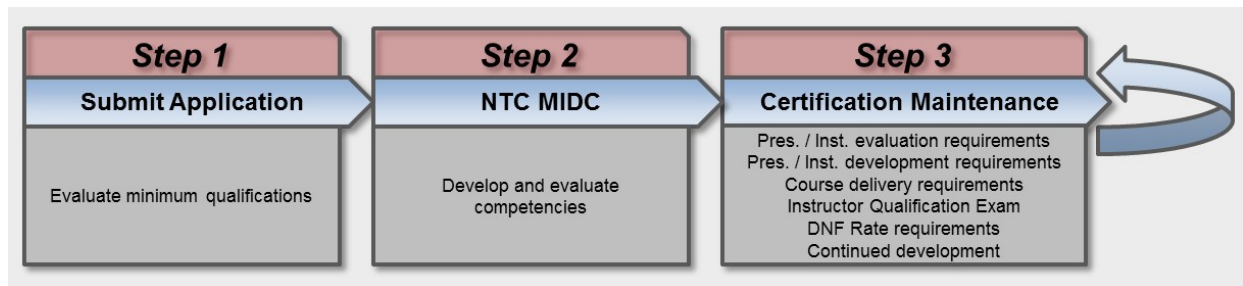 Step 1
Submit Application
Evaluate minimum qualifications
Step 2
NTC MIDC
Develop and evaluate
competencies
Step 3
Certification Maintenance
Pres. / Inst. evaluation requirements
Pres. / Inst. development requirements
Course delivery requirements
Instructor Qualification Exam
DNF Rate requirements
Continued development